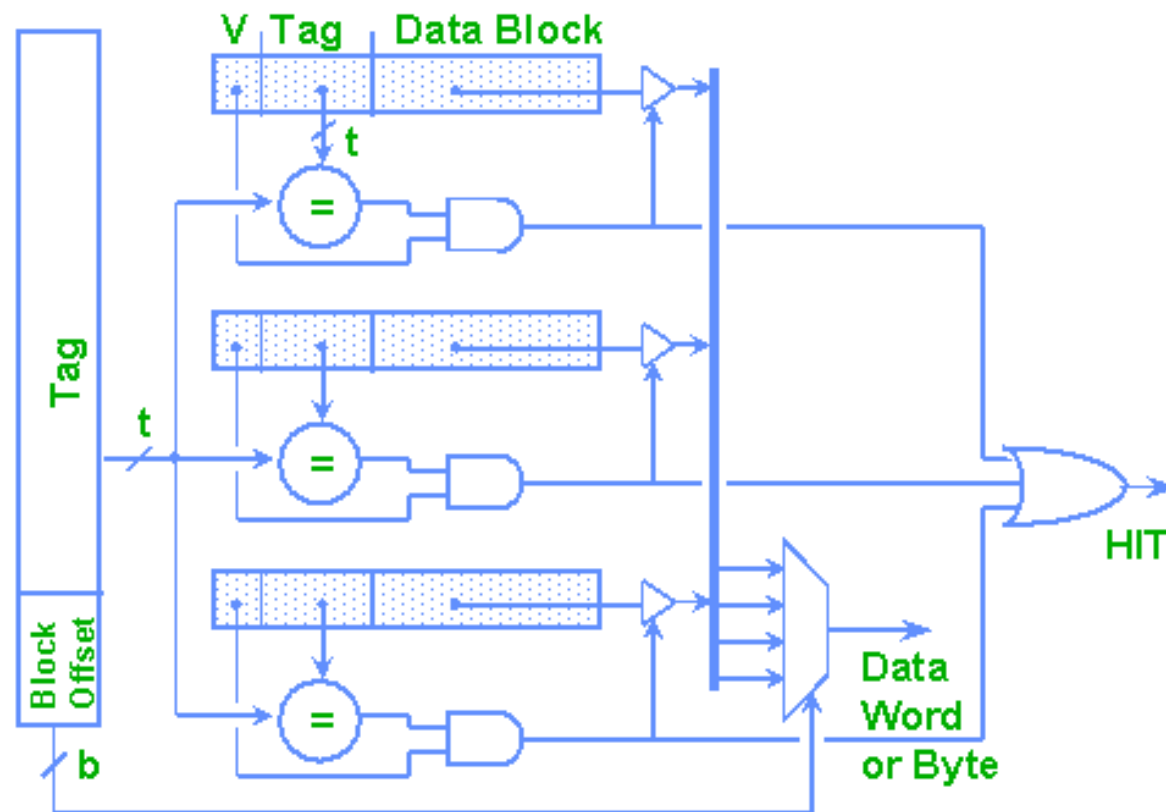 V Tag Data Block
t
=
Tag
t
=
HIT
Block
Offset
=
Data
Word
or Byte
b